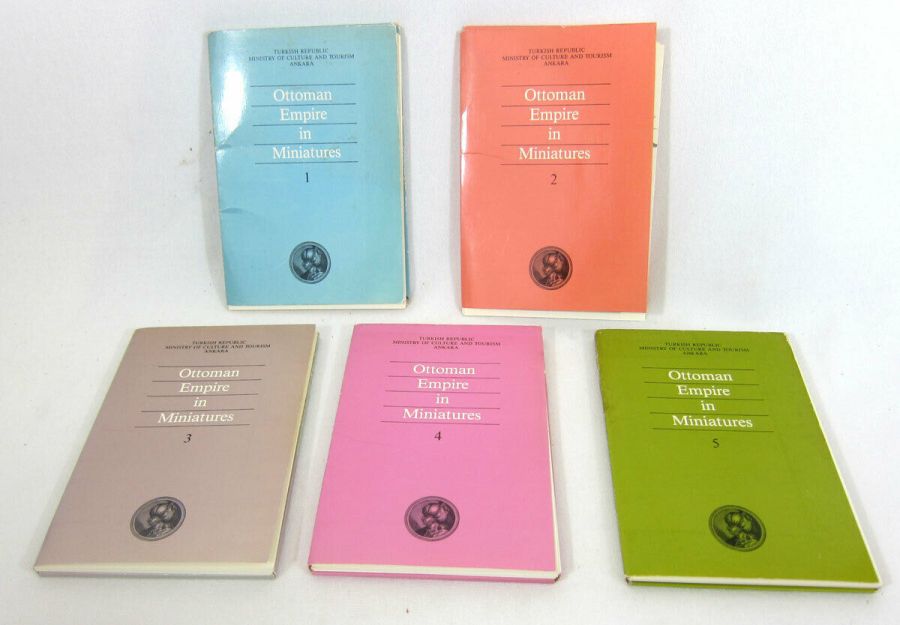 TURKISH REPUBLIC
MINISTRY OF CULTURE AND TOURISM
ANKARA
Ottoman
Empire
in
Miniatures
1
TURKISH REPUBLIC
MINISTRY OF CULTURE AND TOURISM
ANKARA
Ottoman
Empire
in
Miniatures
2
TURKISH REPUBLIC
MINISTRY OF CULTURE AND TOURISM
ANKARA
Ottoman
Empire
in
Miniatures
3
TURKISH REPUBLIC
MINISTRY OF CULTURE AND TOURISM
ANKARA
Ottoman
Empire
in
Miniatures
4
TURKISH REPUBLIC
MINISTRY OF CULTURE AND TOURISM
ANKARA
Ottoman
Empire
in
Miniatures
5